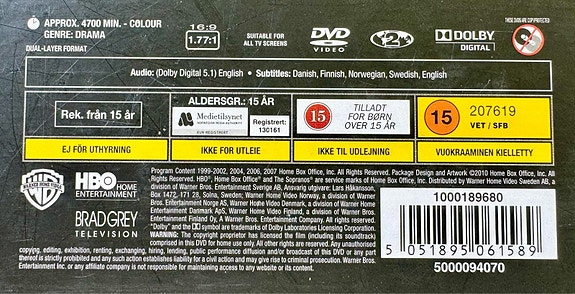 APPROX. 4700 MIN. - COLOUR
GENRE: DRAMA
DUAL-LAYER FORMAT
16:9
1.77:1
SUITABLE FOR
ALL TV SCREENS
DVD
VIDEO
2
DOLBY
DIGITAL
THESE DISCS ARE COPY PROTECTED
Audio: (Dolby Digital 5.1) English • Subtitles: Danish, Finnish, Norwegian, Swedish, English
Rek. från 15 år
EJ FÖR UTHYRNING
ALDERSGR.: 15 ÅR
Medietilsynet
EUR REGISTRERT
Registrert:
130161
IKKE FOR UTLEIE
15
TILLADT
FOR BØRN
OVER 15 ÅR
IKKE TIL UDLEJNING
15
207619
VET / SFB
VUOKRAAMINEN KIELLETTY
WARNER HOME VIDEO
HBO HOME
ENTERTAINMENT
BRADGREY
TELEVISION
Program Content 1999-2002, 2004, 2006, 2007 Home Box Office, Inc. All Rights Reserved. Package Design and Artwork ©2010 Home Box Office, Inc. All
Rights Reserved. HBO®, Home Box Office® and The Sopranos® are service marks of Home Box Office, Inc. Distributed by Warner Home Video Sweden AB, a
division of Warner Bros. Entertainment Sverige AB. Ansvarig utgivare: Lars Håkansson,
Box 1472, 171 28, Solna, Sweden; Warner Home Video Norway, a division of Warner
Bros. Entertainment Norge AS, Warner Home Video Denmark, a division of Warner Home
Entertainment Danmark ApS, Warner Home Video Finland, a division of Warner Bros.
Entertainment Finland Oy, A Warner Bros. Entertainment Company. All rights reserved.
"Dolby" and the DD symbol are trademarks of Dolby Laboratories Licensing Corporation.
WARNING: The copyright proprietor has licensed the film (including its soundtrack)
comprised in this DVD for home use only. All other rights are reserved. Any unauthorised
copying, editing, exhibition, renting, exchanging, hiring, lending, public performance diffusion and/or broadcast of this DVD or any part
thereof is strictly prohibited and any such action establishes liability for a civil action and may give rise to criminal prosecution. Warner Bros.
Entertainment Inc. or any affiliate company is not responsible for maintaining access to any website or its content.
1000189680
5 051895 061589
5000094070